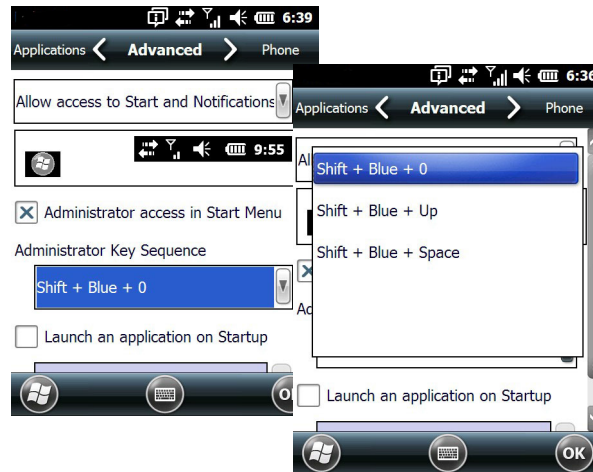 6:39
Applications Advanced Phone
Allow access to Start and Notifications
9:55
Administrator access in Start Menu
Administrator Key Sequence
Shift + Blue + 0
Launch an application on Startup
6:36
Applications Advanced Phone
Al
Shift + Blue + 0
Shift + Blue + Up
Shift + Blue + Space
Ad
Launch an application on Startup
OK